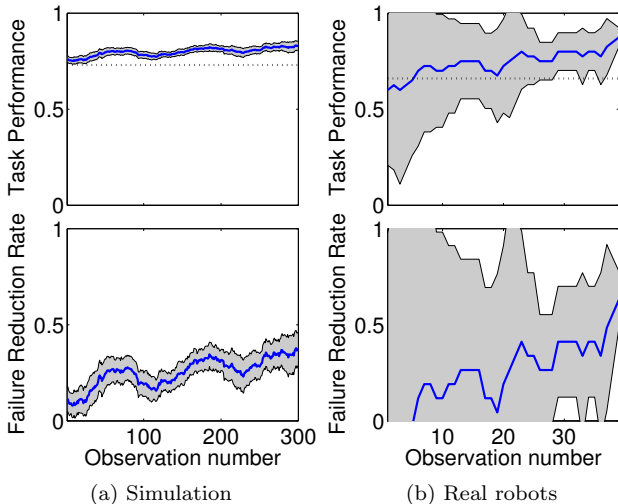 1
0.5
0
Task Performance
1
0.5
0
Task Performance
1
0.5
0
Failure Reduction Rate
100 200 300
Observation number
1
0.5
0
Failure Reduction Rate
10 20 30
Observation number
(a) Simulation
(b) Real robots